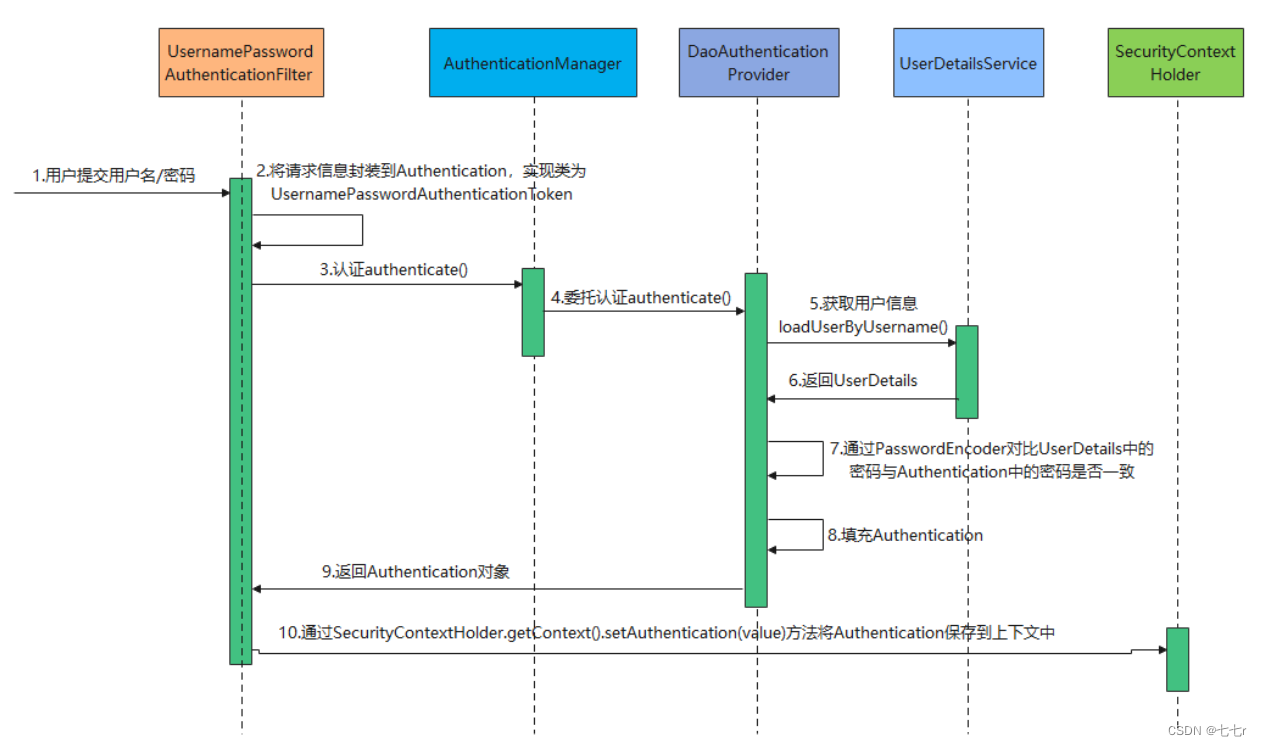 UsernamePassword
AuthenticationFilter
AuthenticationManager
DaoAuthentication
Provider
UserDetailsService
SecurityContext
Holder
1.用户提交用户名/密码
2.将请求信息封装到Authentication，实现类为
UsernamePasswordAuthenticationToken
3.认证authenticate()
4.委托认证authenticate()
5.获取用户信息
loadUserByUsername()
6.返回UserDetails
7.通过PasswordEncoder对比UserDetails中的
密码与Authentication中的密码是否一致
8.填充Authentication
9.返回Authentication对象
10.通过SecurityContextHolder.getContext().setAuthentication(value)方法将Authentication保存到上下文中
CSDN @七七r